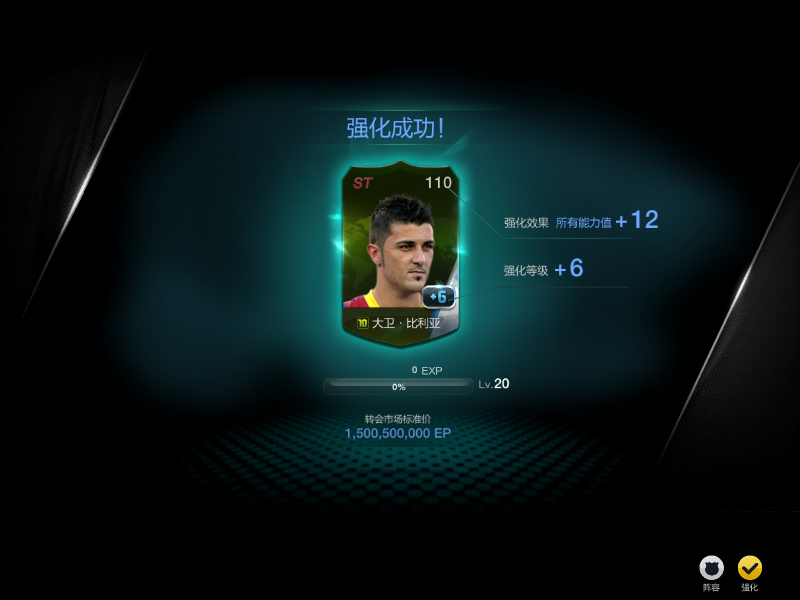 强化成功!
ST 110
强化效果 所有能力值 +12
强化等级 +6
+6
10 大卫·比利亚
0 EXP
0% Lv.20
转会市场标准价
1,500,500,000 EP
阵容 强化